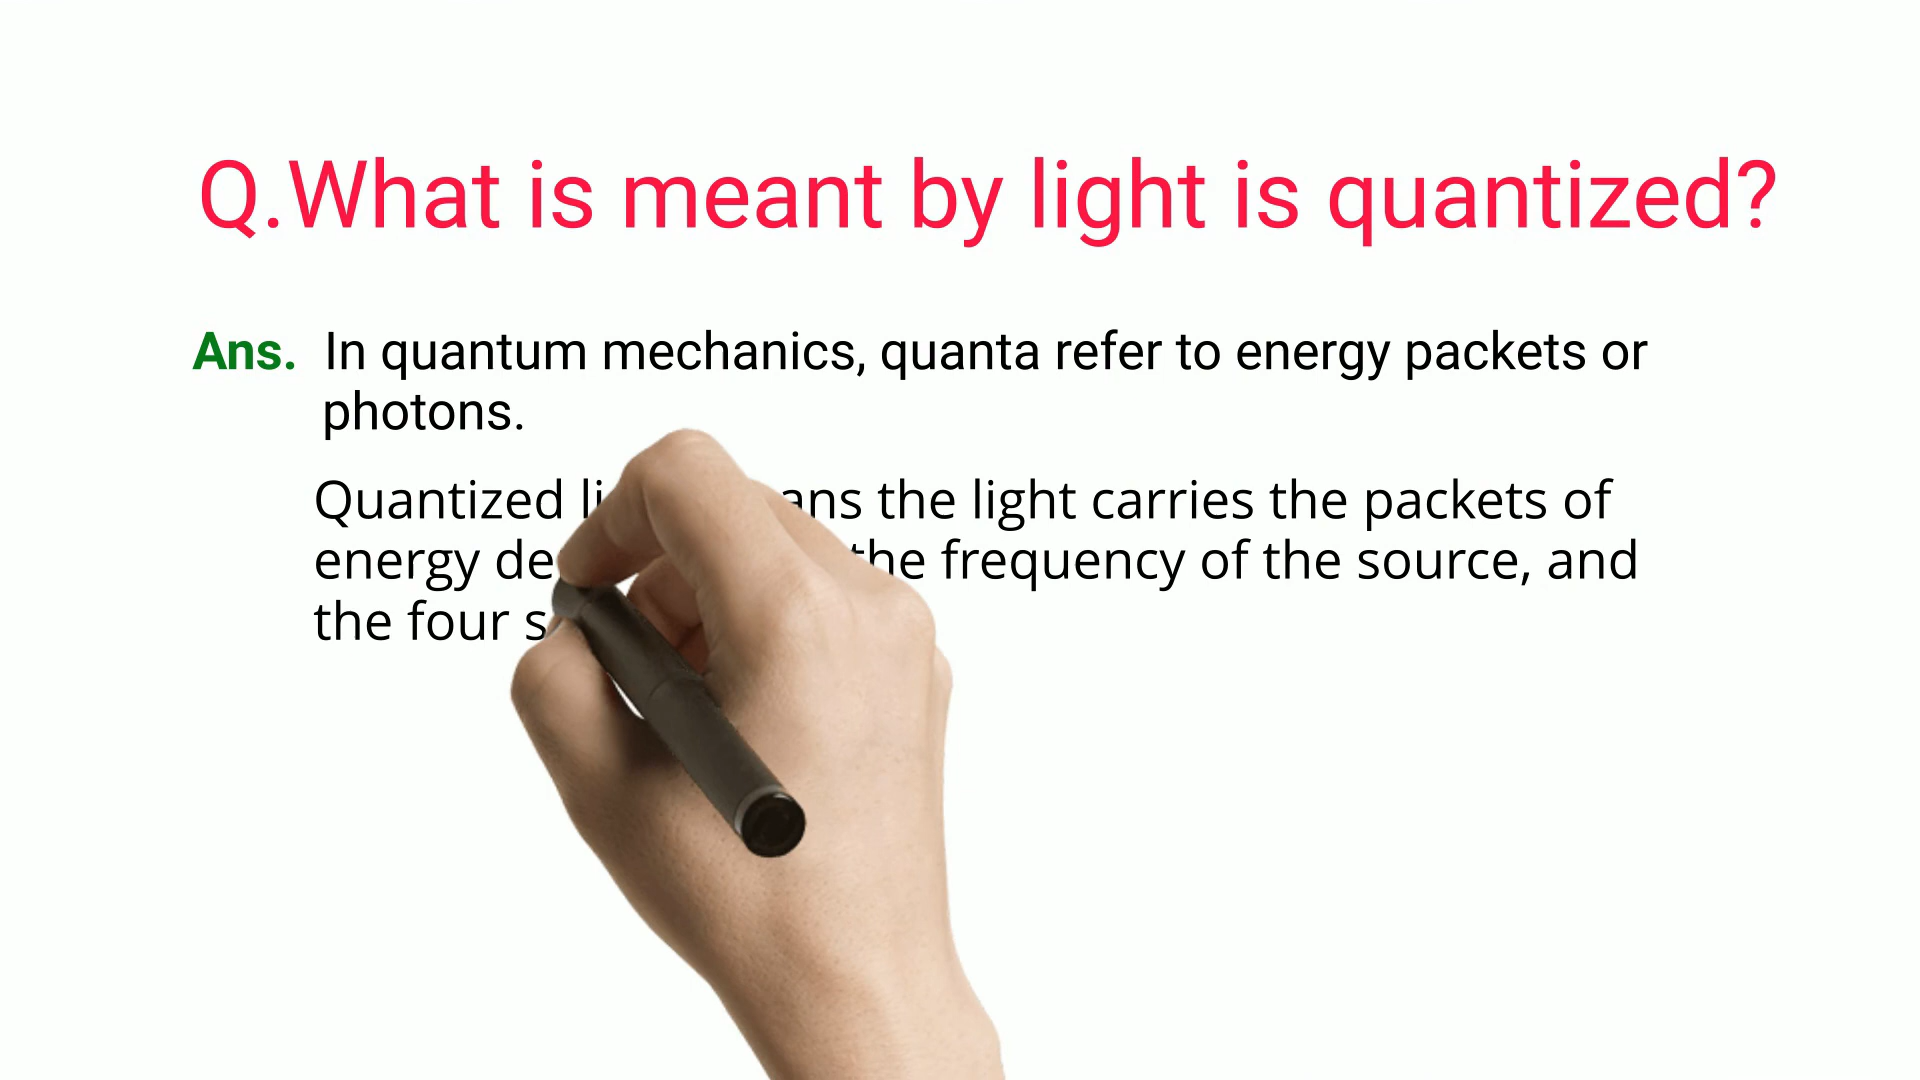 Q.What is meant by light is quantized?
Ans. In quantum mechanics, quanta refer to energy packets or
photons.
Quantized the light carries the packets of
energy the frequency of the source, and
the four